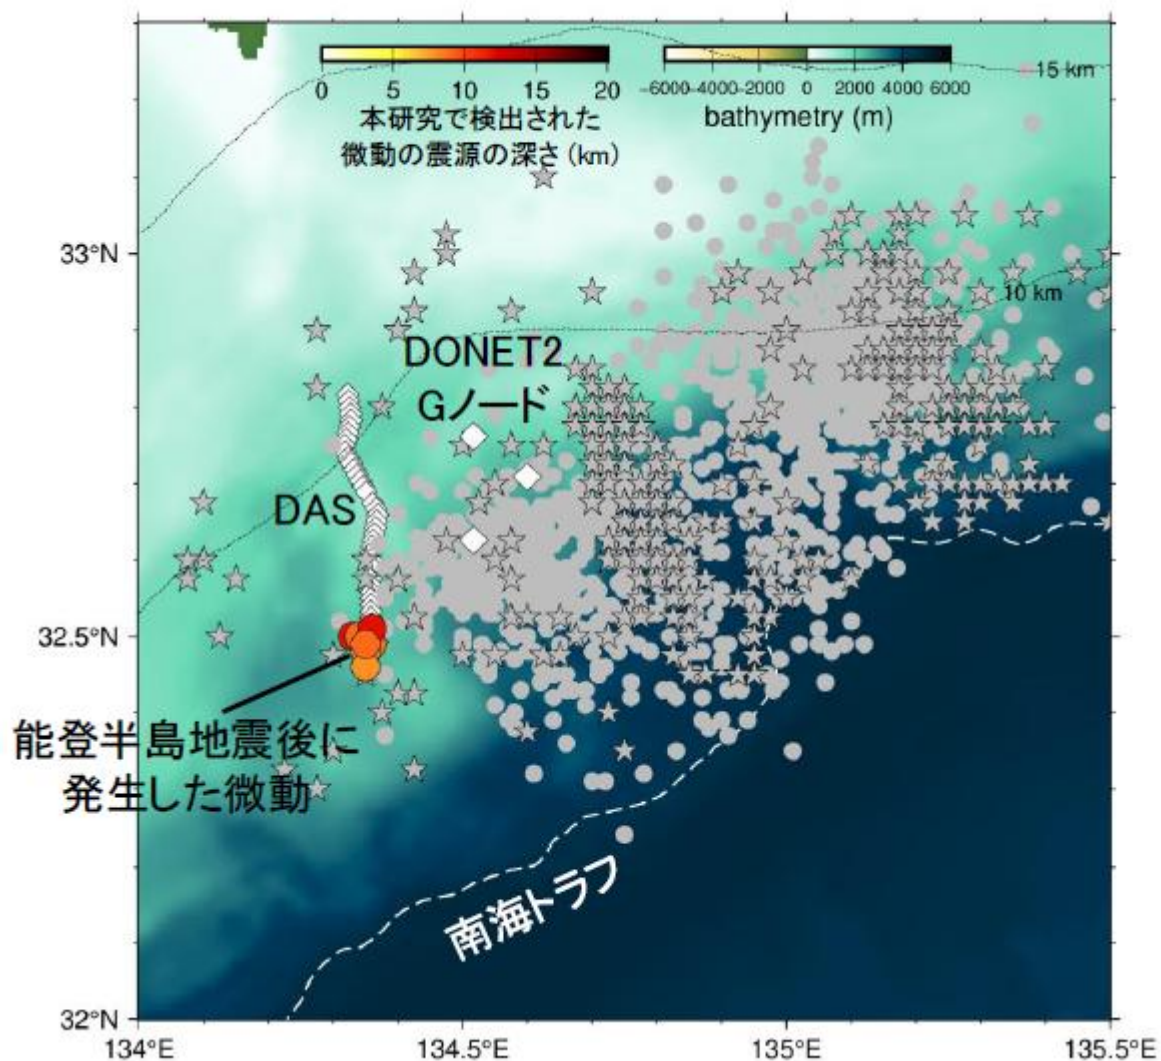 0 5 10 15 20
本研究で検出された
微動の震源の深さ(km)
-6000 -4000 -2000 0 2000 4000 6000
bathymetry (m)
15 km
33°N
10 km
DONET2
Gノード
DAS
32.5°N
能登半島地震後に
発生した微動
南海トラフ
32°N
134°E 134.5°E 135°E 135.5°E